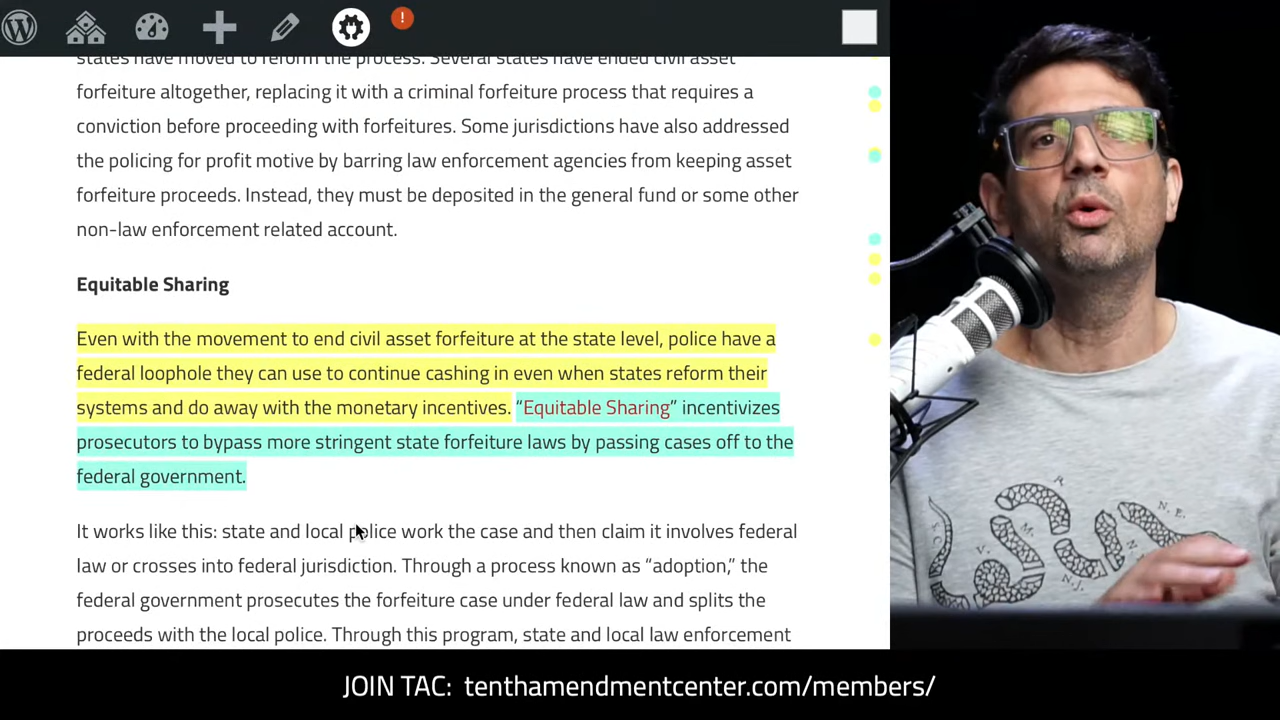 !
states have moved to reform the process. Several states have ended civil asset
forfeiture altogether, replacing it with a criminal forfeiture process that requires a
conviction before proceeding with forfeitures. Some jurisdictions have also addressed
the policing for profit motive by barring law enforcement agencies from keeping asset
forfeiture proceeds. Instead, they must be deposited in the general fund or some other
non-law enforcement related account.
Equitable Sharing
Even with the movement to end civil asset forfeiture at the state level, police have a
federal loophole they can use to continue cashing in even when states reform their
systems and do away with the monetary incentives. “Equitable Sharing” incentivizes
prosecutors to bypass more stringent state forfeiture laws by passing cases off to the
federal government.
It works like this: state and local police work the case and then claim it involves federal
law or crosses into federal jurisdiction. Through a process known as “adoption,” the
federal government prosecutes the forfeiture case under federal law and splits the
proceeds with the local police. Through this program, state and local law enforcement
R.
N.E.
M.
V.
N.J.
JOIN TAC: tenthamendmentcenter.com/members/